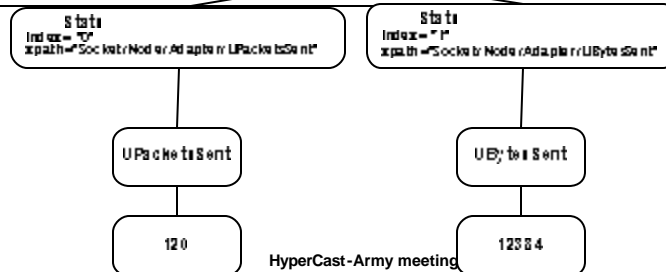 Stats
index = "0"
xpath="Socket/Node/Adapter/UPacketsSent"
Stats
index = "1"
xpath="Socket/Node/Adapter/UBytesSent"
UPacketsSent
UBytesSent
120
12384
HyperCast-Army meeting